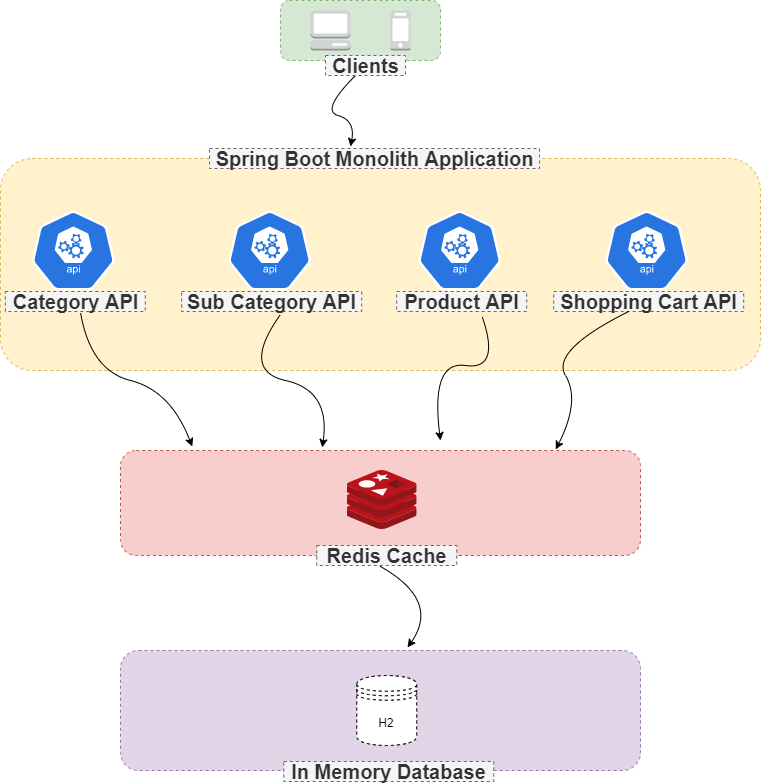 Clients
Spring Boot Monolith Application
api
api
api
api
Category API
Sub Category API
Product API
Shopping Cart API
Redis Cache
H2
In Memory Database